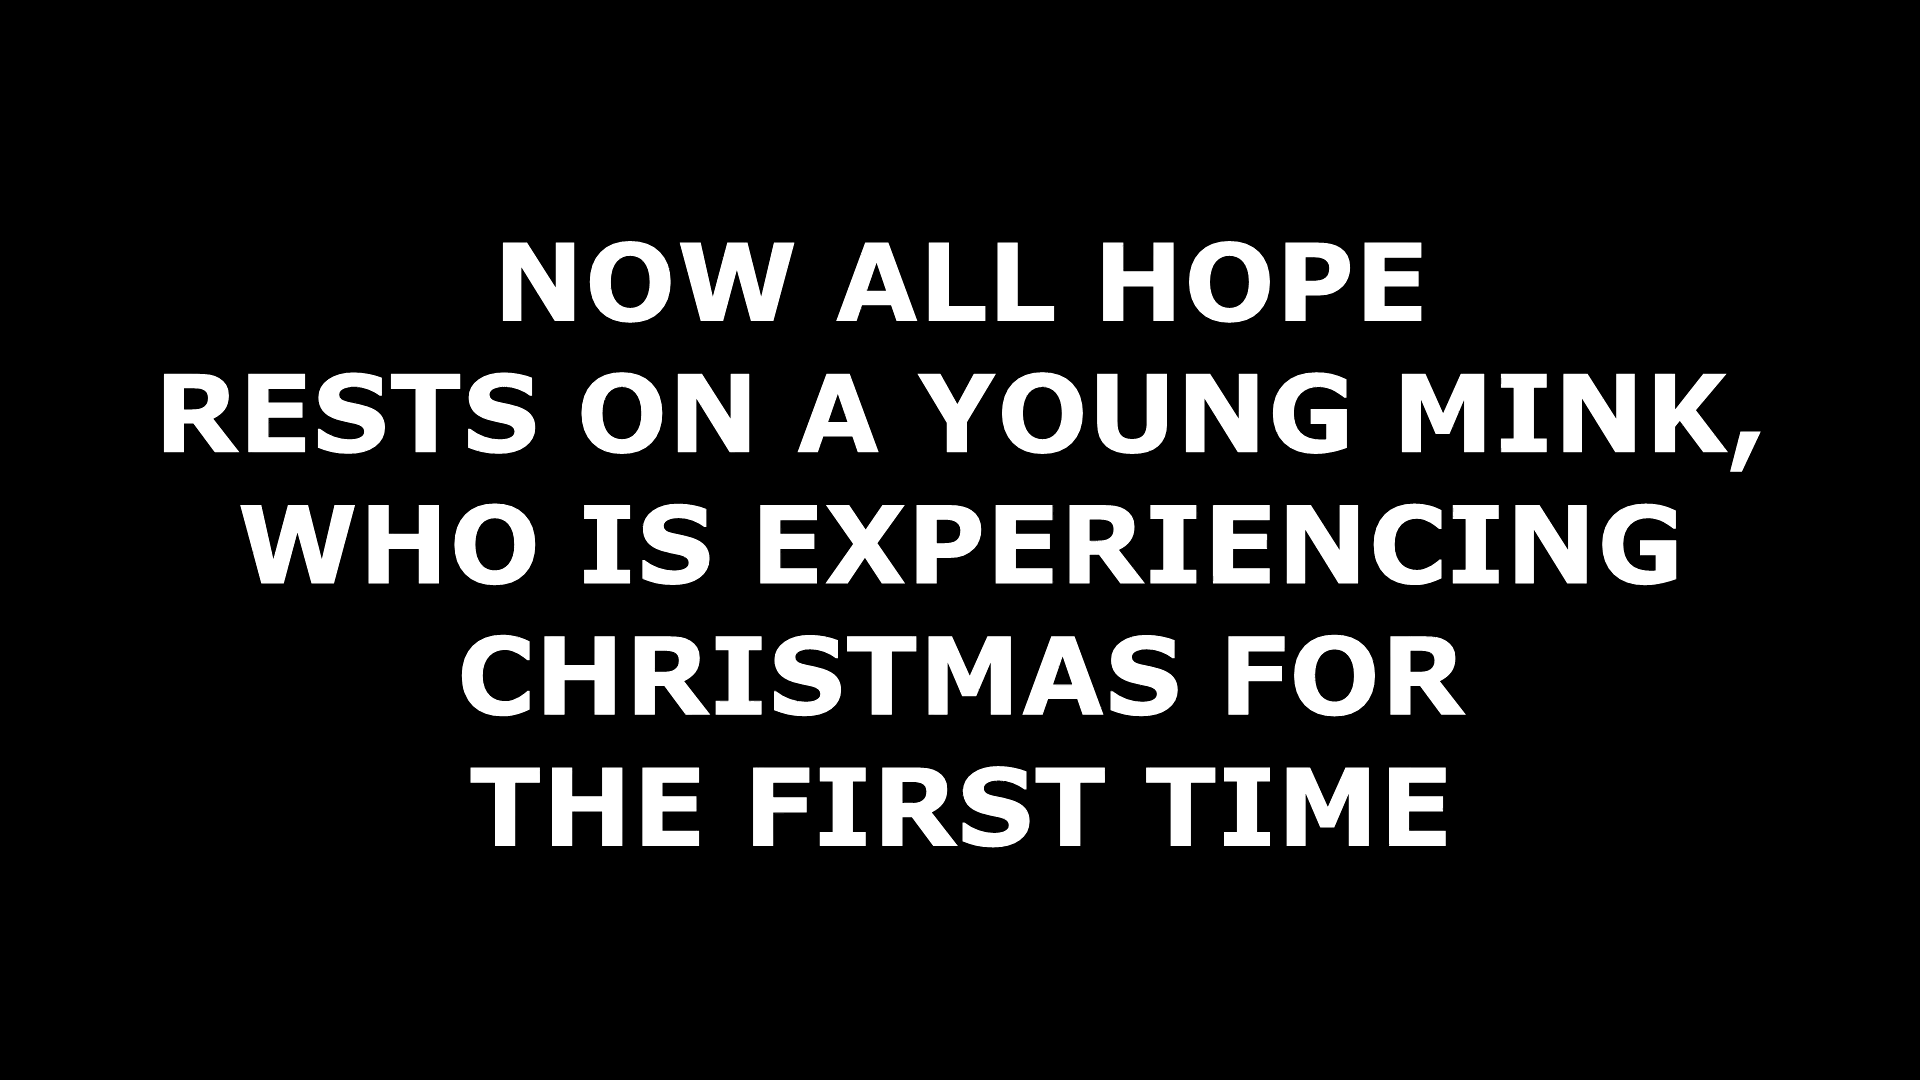 NOW ALL HOPE
RESTS ON A YOUNG MINK,
WHO IS EXPERIENCING
CHRISTMAS FOR
THE FIRST TIME